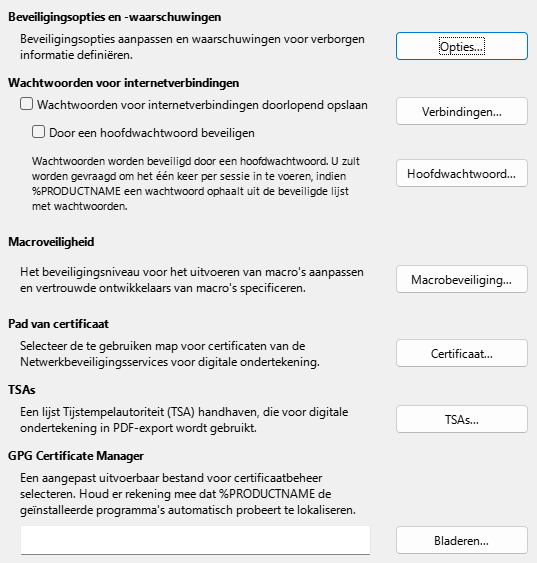 Beveiligingsopties en -waarschuwingen
Beveiligingsopties aanpassen en waarschuwingen voor verborgen
informatie definiëren.
Opties...
Wachtwoorden voor internetverbindingen
Wachtwoorden voor internetverbindingen doorlopend opslaan
Verbindingen...
Door een hoofdwachtwoord beveiligen
Wachtwoorden worden beveiligd door een hoofdwachtwoord. U zult
worden gevraagd om het één keer per sessie in te voeren, indien
%PRODUCTNAME een wachtwoord ophaalt uit de beveiligde lijst
met wachtwoorden.
Hoofdwachtwoord...
Macroveiligheid
Het beveiligingsniveau voor het uitvoeren van macro's aanpassen
en vertrouwde ontwikkelaars van macro's specificeren.
Macrobeveiliging...
Pad van certificaat
Selecteer de te gebruiken map voor certificaten van de
Netwerkbeveiligingsservices voor digitale ondertekening.
Certificaat...
TSAs
Een lijst Tijstempelautoriteit (TSA) handhaven, die voor digitale
ondertekening in PDF-export wordt gebruikt.
TSAs...
GPG Certificate Manager
Een aangepast uitvoerbaar bestand voor certificaatbeheer
selecteren. Houd er rekening mee dat %PRODUCTNAME de
geïnstalleerde programma's automatisch probeert te lokaliseren.
Bladeren...